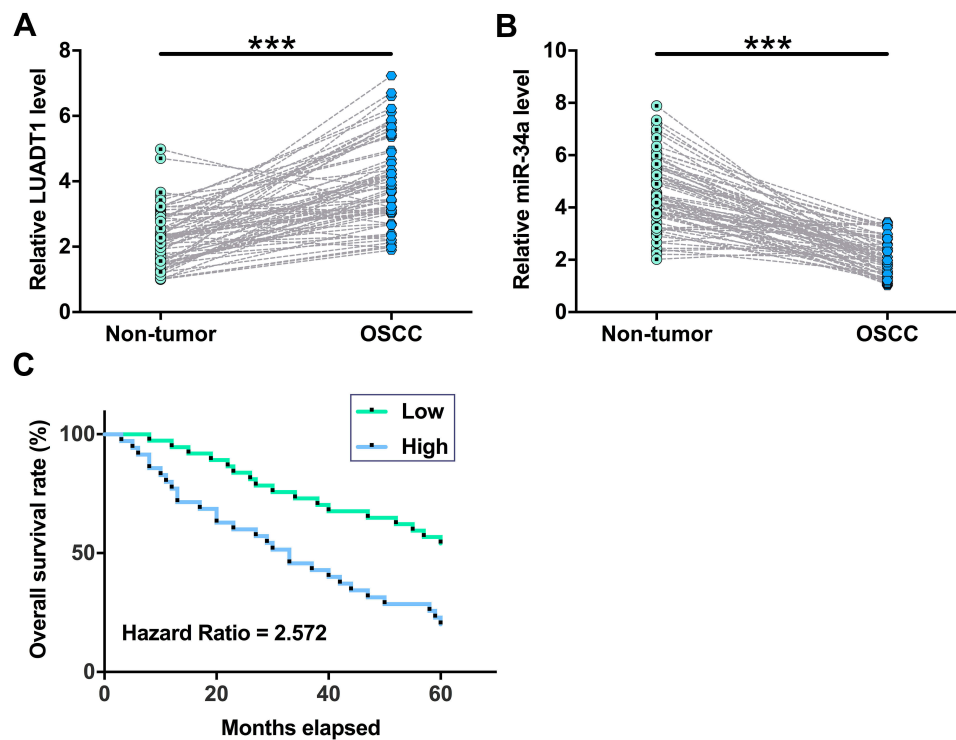 A
***
Relative LUADT1 level
8
6
4
2
0
Non-tumor
OSCC
B
***
Relative miR-34a level
10
8
6
4
2
0
Non-tumor
OSCC
C
Low
High
Overall survival rate (%)
100
50
0
Hazard Ratio = 2.572
0
20
40
60
Months elapsed